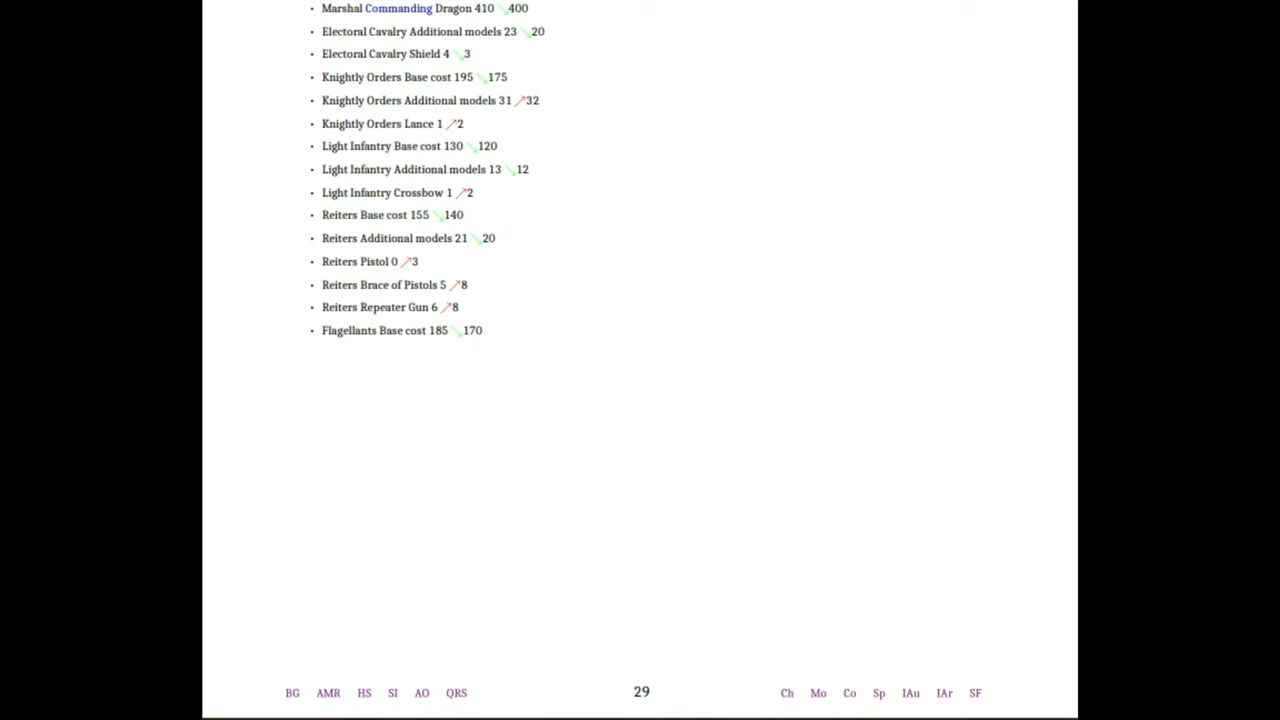 • Marshal Commanding Dragon 410 ↘400
• Electoral Cavalry Additional models 23 ↘20
• Electoral Cavalry Shield 4 ↘3
• Knightly Orders Base cost 195 ↘175
• Knightly Orders Additional models 31 ↗32
• Knightly Orders Lance 1 ↗2
• Light Infantry Base cost 130 ↘120
• Light Infantry Additional models 13 ↘12
• Light Infantry Crossbow 1 ↗2
• Reiters Base cost 155 ↘140
• Reiters Additional models 21 ↘20
• Reiters Pistol 0 ↗3
• Reiters Brace of Pistols 5 ↗8
• Reiters Repeater Gun 6 ↗8
• Flagellants Base cost 185 ↘170
BG AMR HS SI AO QRS 29 Ch Mo Co Sp IAu IAr SF